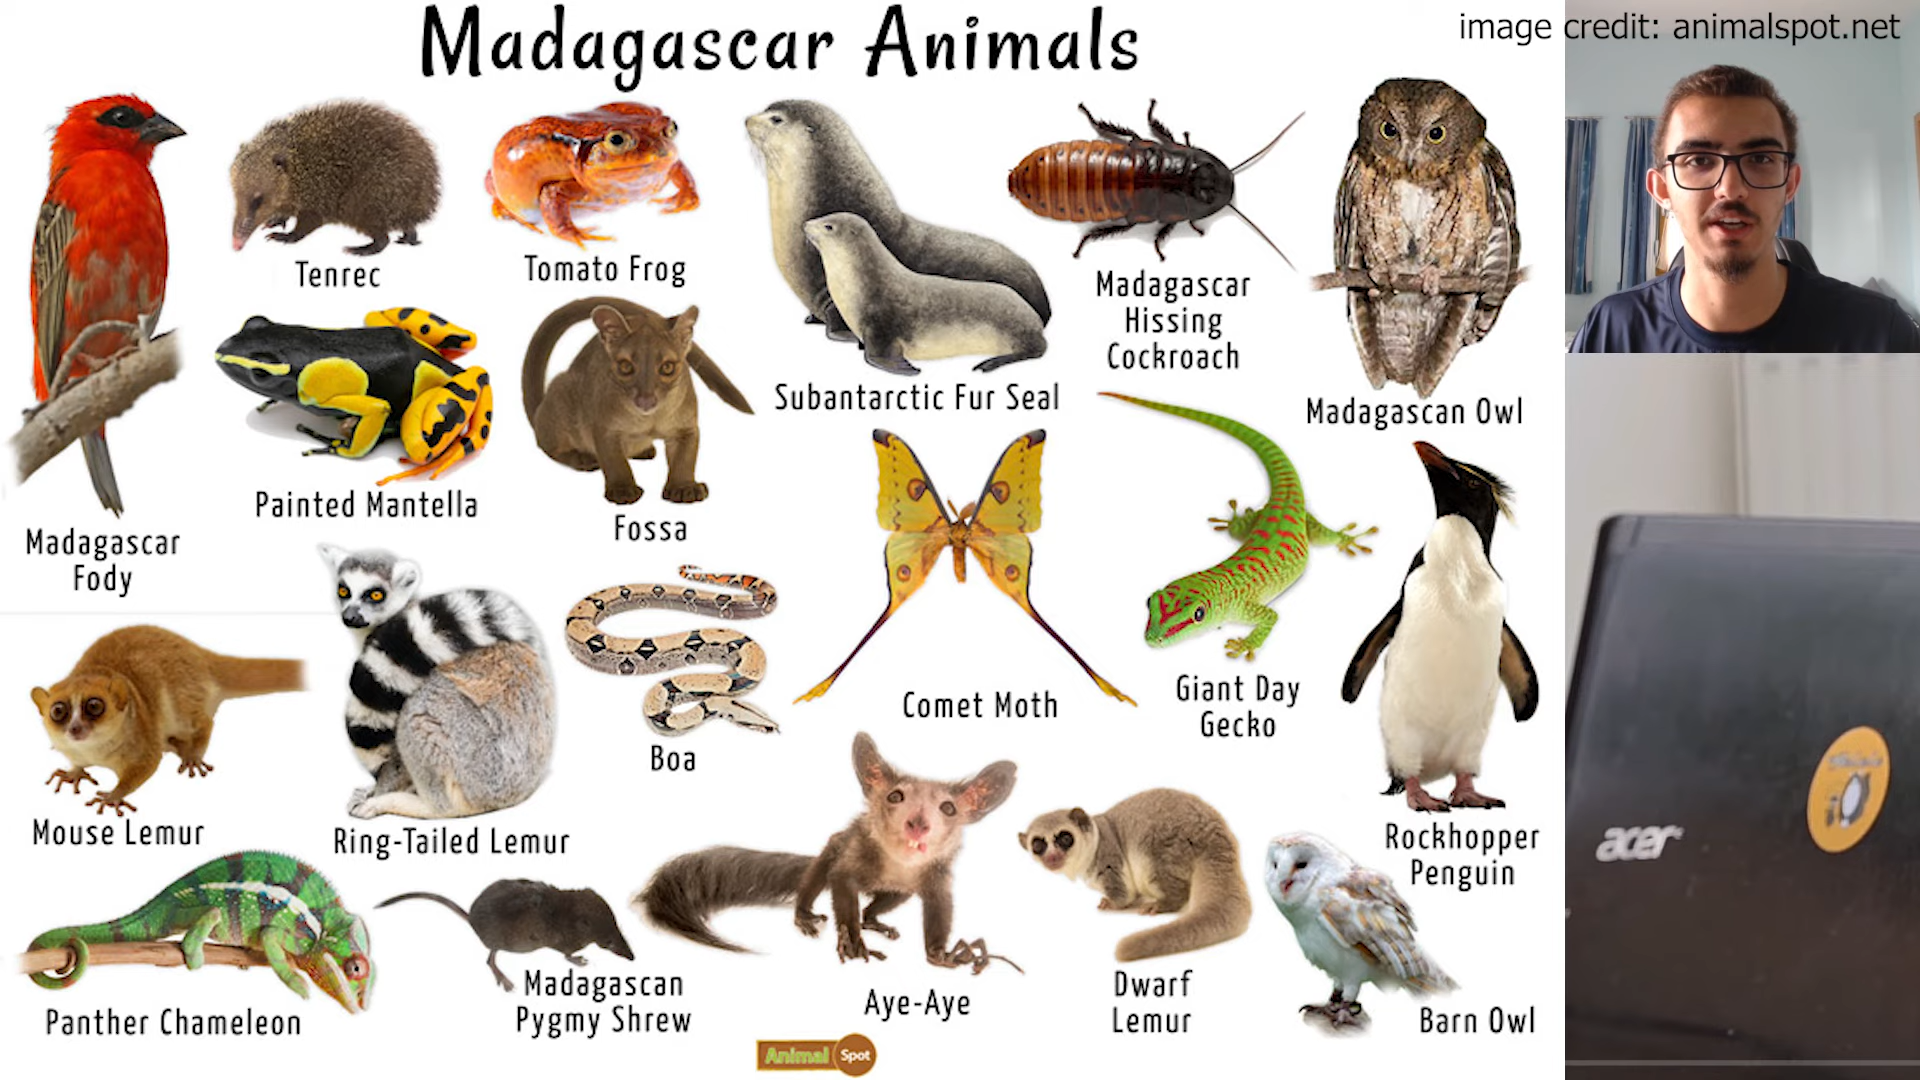 Madagascar Animals
image credit: animalspot.net
Tenrec
Tomato Frog
Madagascar
Hissing
Cockroach
Subantarctic Fur Seal
Madagascan Owl
Painted Mantella
Fossa
Madagascar
Fody
Comet Moth
Giant Day
Gecko
Boa
Mouse Lemur
Ring-Tailed Lemur
Rockhopper
Penguin
Panther Chameleon
Madagascan
Pygmy Shrew
Aye-Aye
Dwarf
Lemur
Barn Owl
Animal Spot
acer